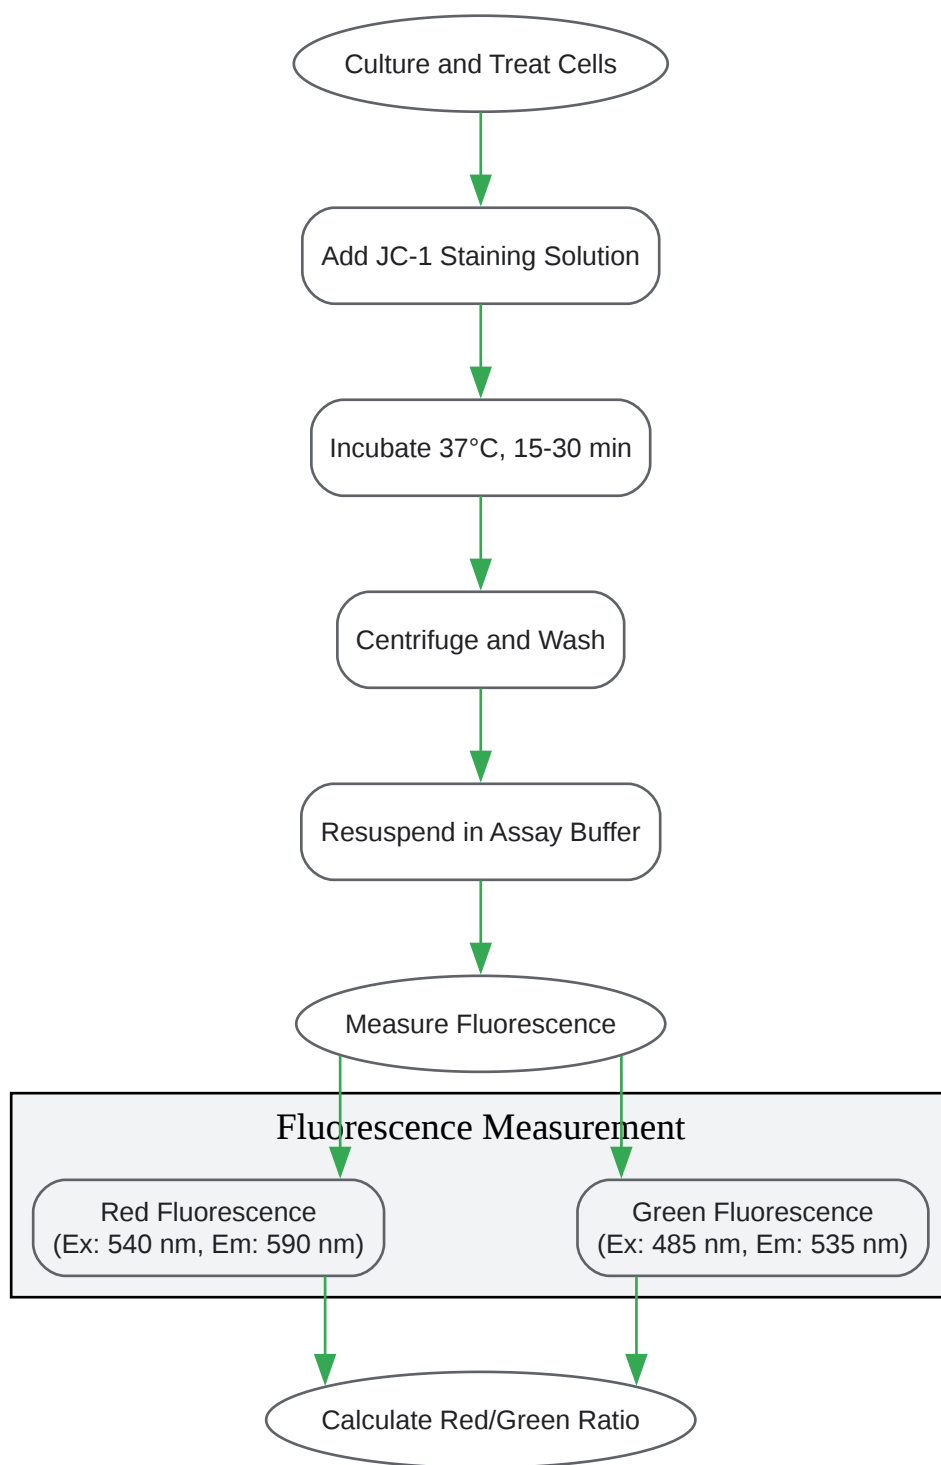 Culture and Treat Cells
Add JC-1 Staining Solution
Incubate 37°C, 15-30 min
Centrifuge and Wash
Resuspend in Assay Buffer
Measure Fluorescence
Fluorescence Measurement
Red Fluorescence
(Ex: 540 nm, Em: 590 nm)
Green Fluorescence
(Ex: 485 nm, Em: 535 nm)
Calculate Red/Green Ratio